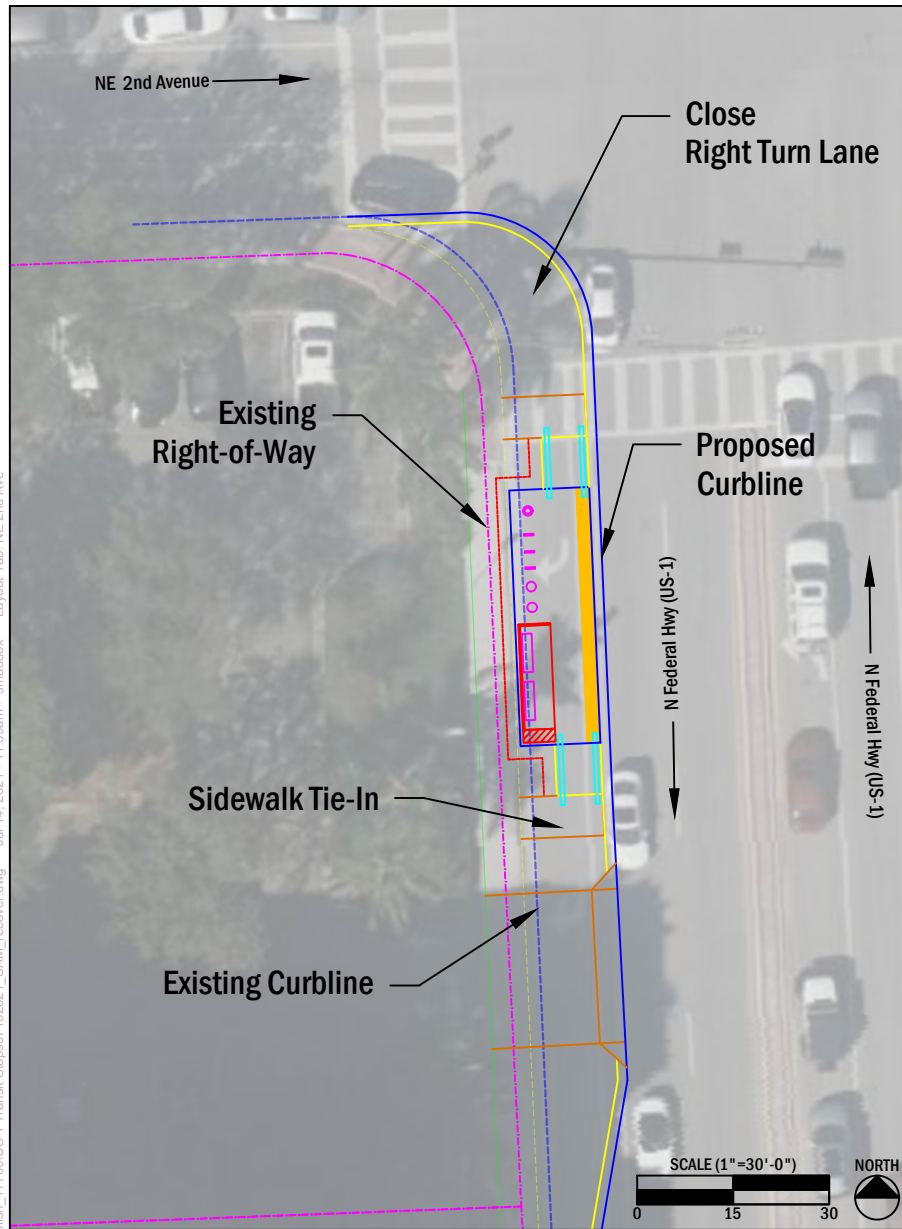 NE 2nd Avenue
Close
Right Turn Lane
Existing
Right-of-Way
Proposed
Curbline
N Federal Hwy (US-1)
N Federal Hwy (US-1)
Sidewalk Tie-In
Existing Curbline
SCALE (1"=30'-0")
NORTH
0 15 30